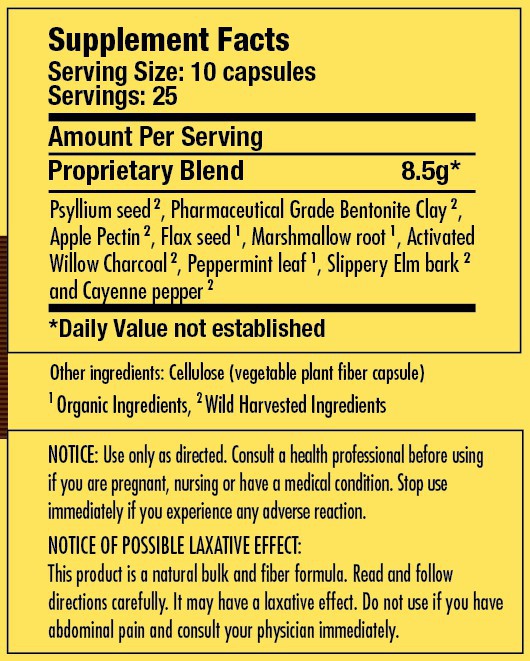 Supplement Facts
Serving Size: 10 capsules
Servings: 25
Amount Per Serving
Proprietary Blend 8.5g*
Psyllium seed ², Pharmaceutical Grade Bentonite Clay ²,
Apple Pectin ², Flax seed ¹, Marshmallow root ¹, Activated
Willow Charcoal ², Peppermint leaf ¹, Slippery Elm bark ²
and Cayenne pepper ²
*Daily Value not established
Other ingredients: Cellulose (vegetable plant fiber capsule)
¹ Organic Ingredients, ² Wild Harvested Ingredients
NOTICE: Use only as directed. Consult a health professional before using
if you are pregnant, nursing or have a medical condition. Stop use
immediately if you experience any adverse reaction.
NOTICE OF POSSIBLE LAXATIVE EFFECT:
This product is a natural bulk and fiber formula. Read and follow
directions carefully. It may have a laxative effect. Do not use if you have
abdominal pain and consult your physician immediately.